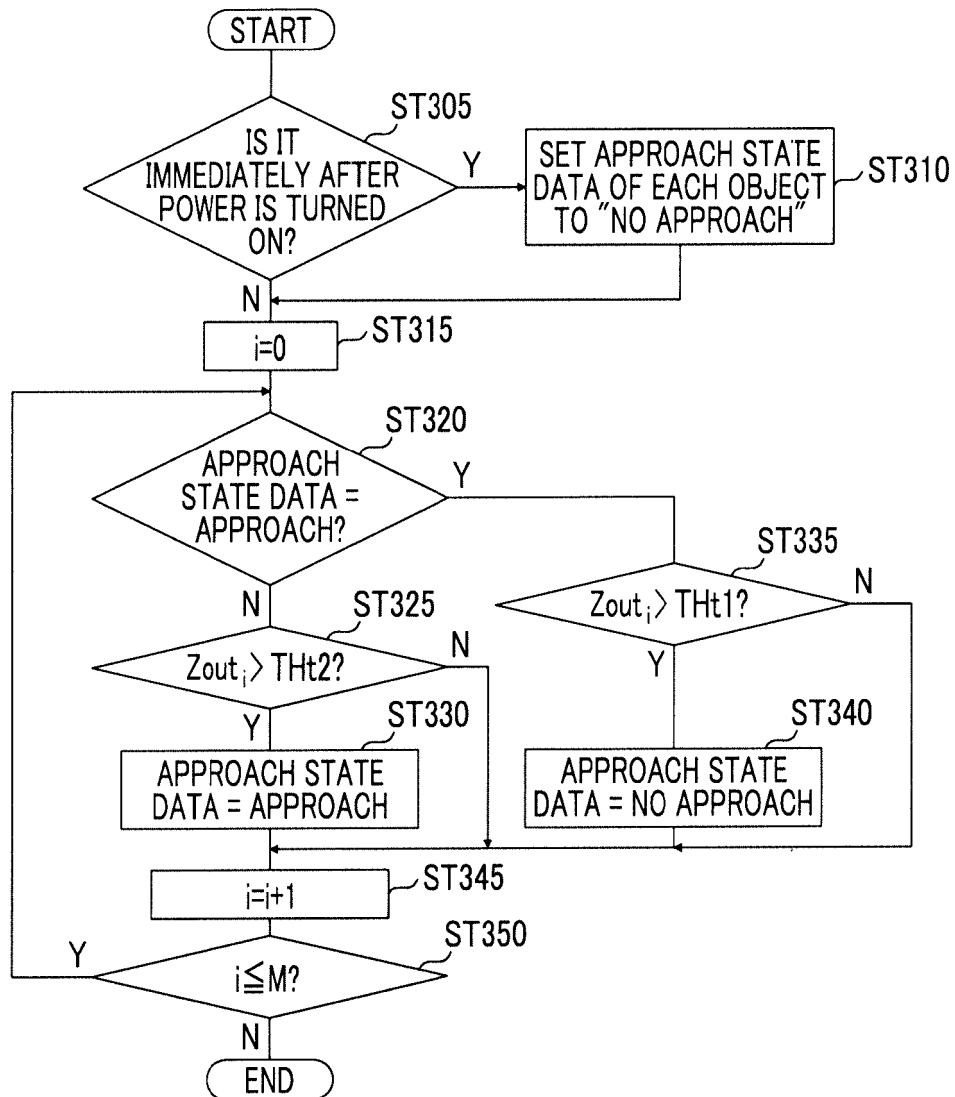 START
ST305
IS IT
IMMEDIATELY AFTER
POWER IS TURNED
ON?
Y
SET APPROACH STATE
DATA OF EACH OBJECT
TO "NO APPROACH"
ST310
N
ST315
i=0
ST320
APPROACH
STATE DATA =
APPROACH?
Y
ST335
Zout i > THt1?
N
N
ST325
Zout i > THt2?
N
Y
Y
ST330
APPROACH STATE
DATA = APPROACH
ST340
APPROACH STATE
DATA = NO APPROACH
ST345
i=i+1
ST350
Y
i≦M?
N
END